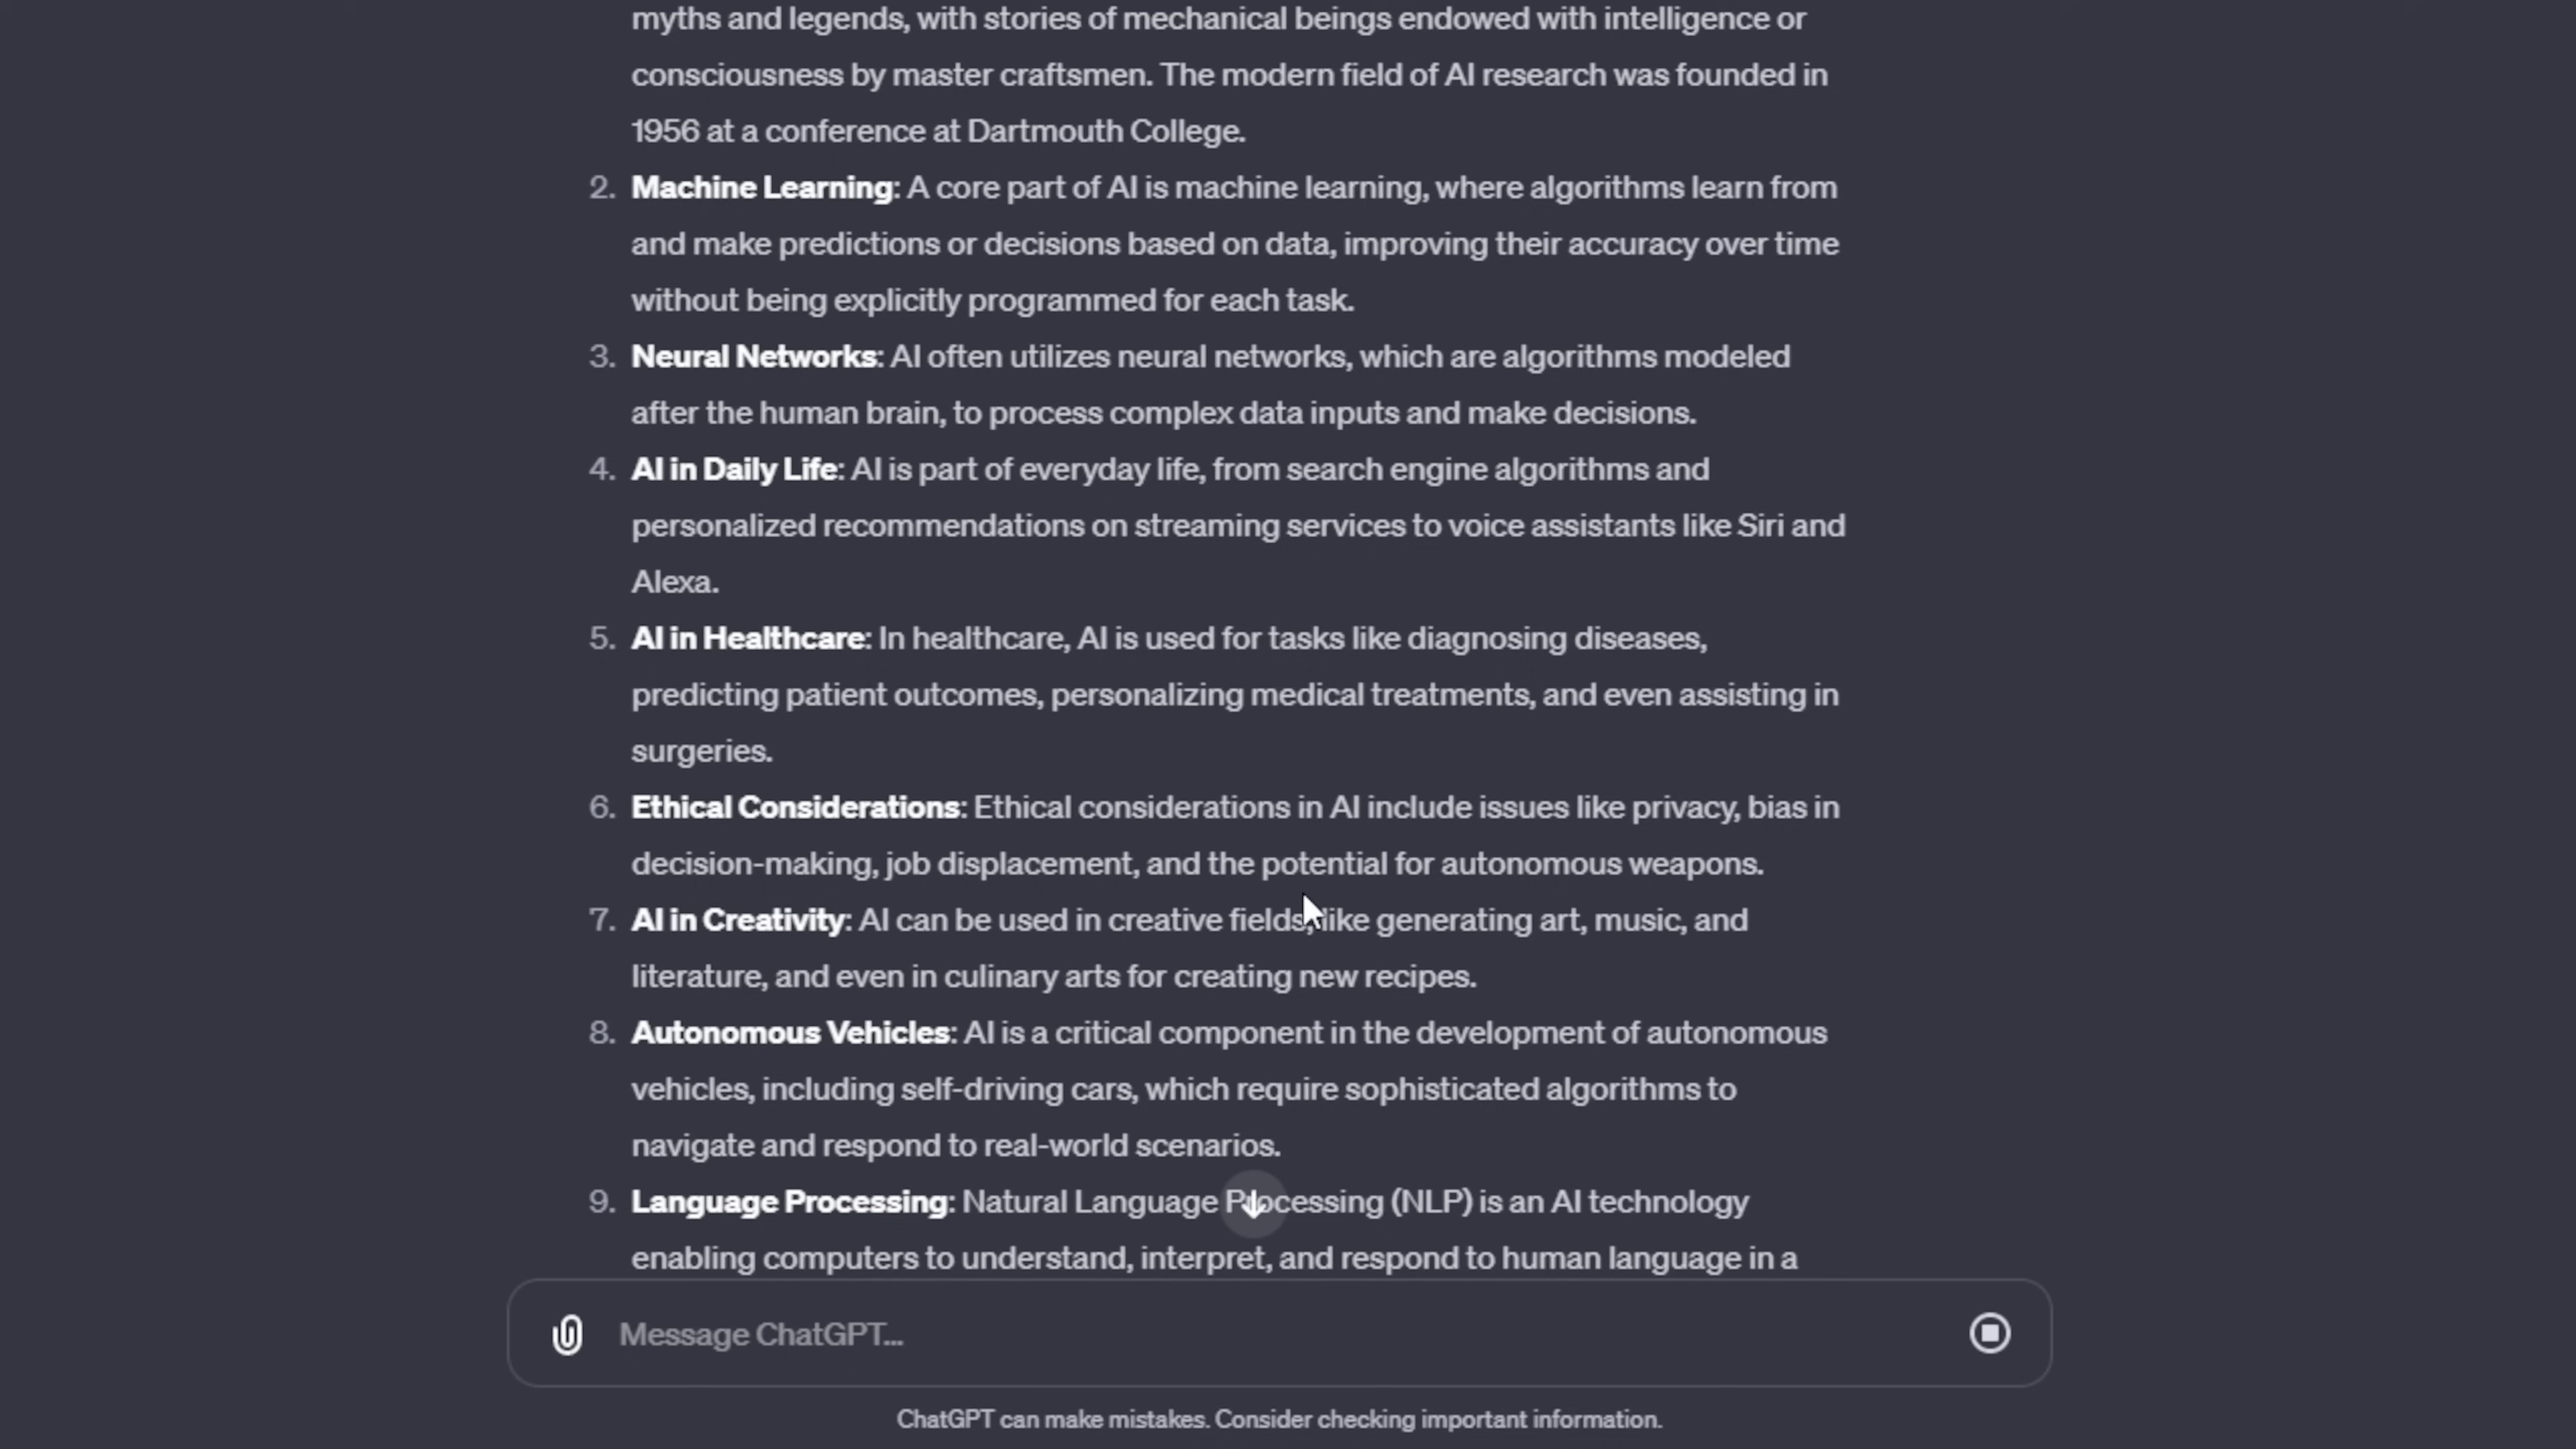 myths and legends, with stories of mechanical beings endowed with intelligence or
consciousness by master craftsmen. The modern field of AI research was founded in
1956 at a conference at Dartmouth College.
2. Machine Learning: A core part of AI is machine learning, where algorithms learn from
and make predictions or decisions based on data, improving their accuracy over time
without being explicitly programmed for each task.
3. Neural Networks: AI often utilizes neural networks, which are algorithms modeled
after the human brain, to process complex data inputs and make decisions.
4. AI in Daily Life: AI is part of everyday life, from search engine algorithms and
personalized recommendations on streaming services to voice assistants like Siri and
Alexa.
5. AI in Healthcare: In healthcare, AI is used for tasks like diagnosing diseases,
predicting patient outcomes, personalizing medical treatments, and even assisting in
surgeries.
6. Ethical Considerations: Ethical considerations in AI include issues like privacy, bias in
decision-making, job displacement, and the potential for autonomous weapons.
7. AI in Creativity: AI can be used in creative fields, like generating art, music, and
literature, and even in culinary arts for creating new recipes.
8. Autonomous Vehicles: AI is a critical component in the development of autonomous
vehicles, including self-driving cars, which require sophisticated algorithms to
navigate and respond to real-world scenarios.
9. Language Processing: Natural Language Processing (NLP) is an AI technology
enabling computers to understand, interpret, and respond to human language in a
Message ChatGPT...
ChatGPT can make mistakes. Consider checking important information.